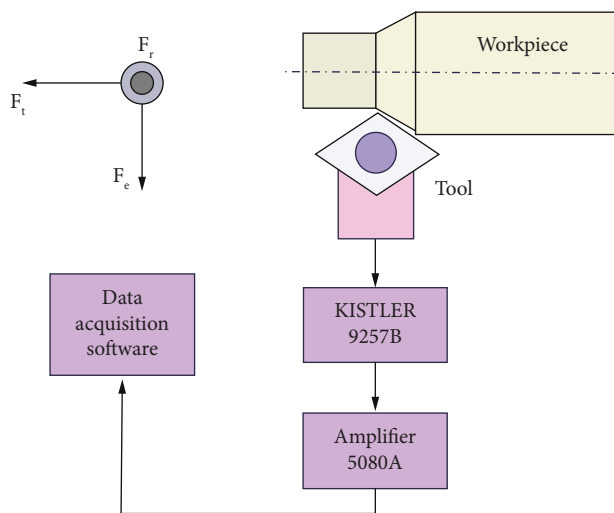 F_r
F_t
F_e
Workpiece
Tool
Data
acquisition
software
KISTLER
9257B
Amplifier
5080A